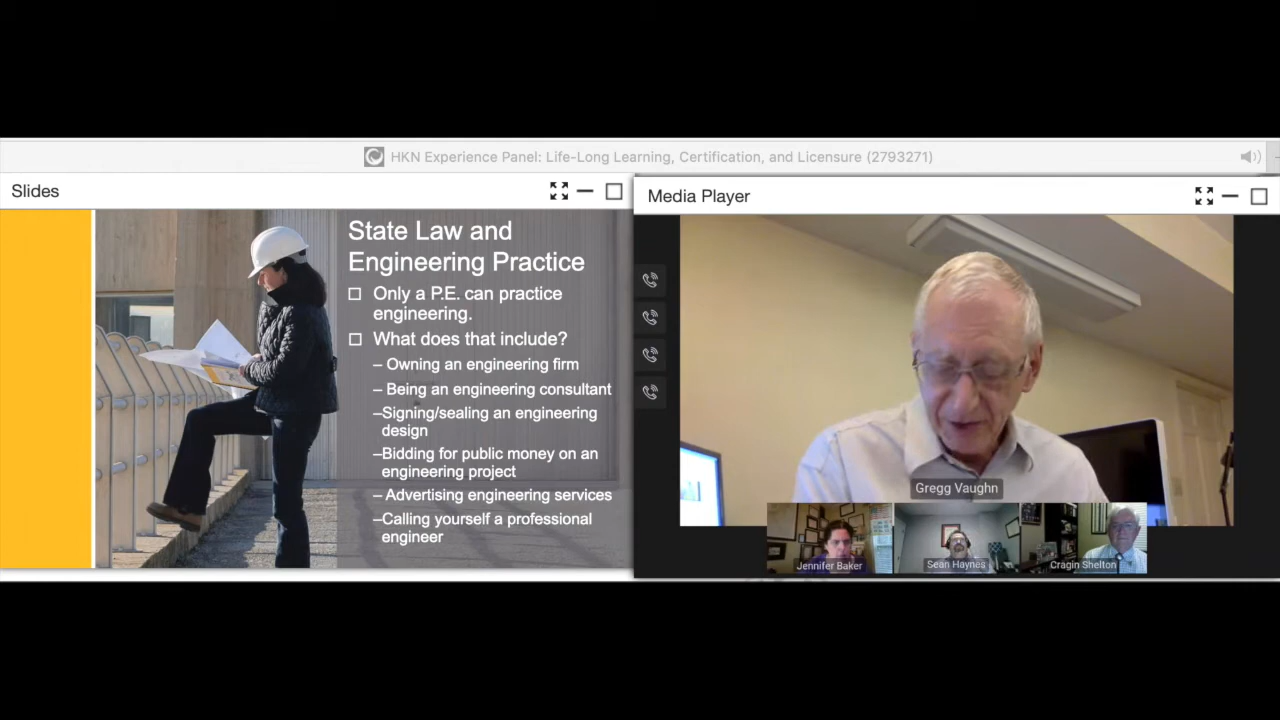 HKN Experience Panel: Life-Long Learning, Certification, and Licensure (2793271)
Slides
State Law and
Engineering Practice
Only a P.E. can practice
engineering.
What does that include?
– Owning an engineering firm
– Being an engineering consultant
–Signing/sealing an engineering
design
–Bidding for public money on an
engineering project
– Advertising engineering services
–Calling yourself a professional
engineer
Media Player
Gregg Vaughn
Jennifer Baker
Sean Haynes
Cragin Shelton